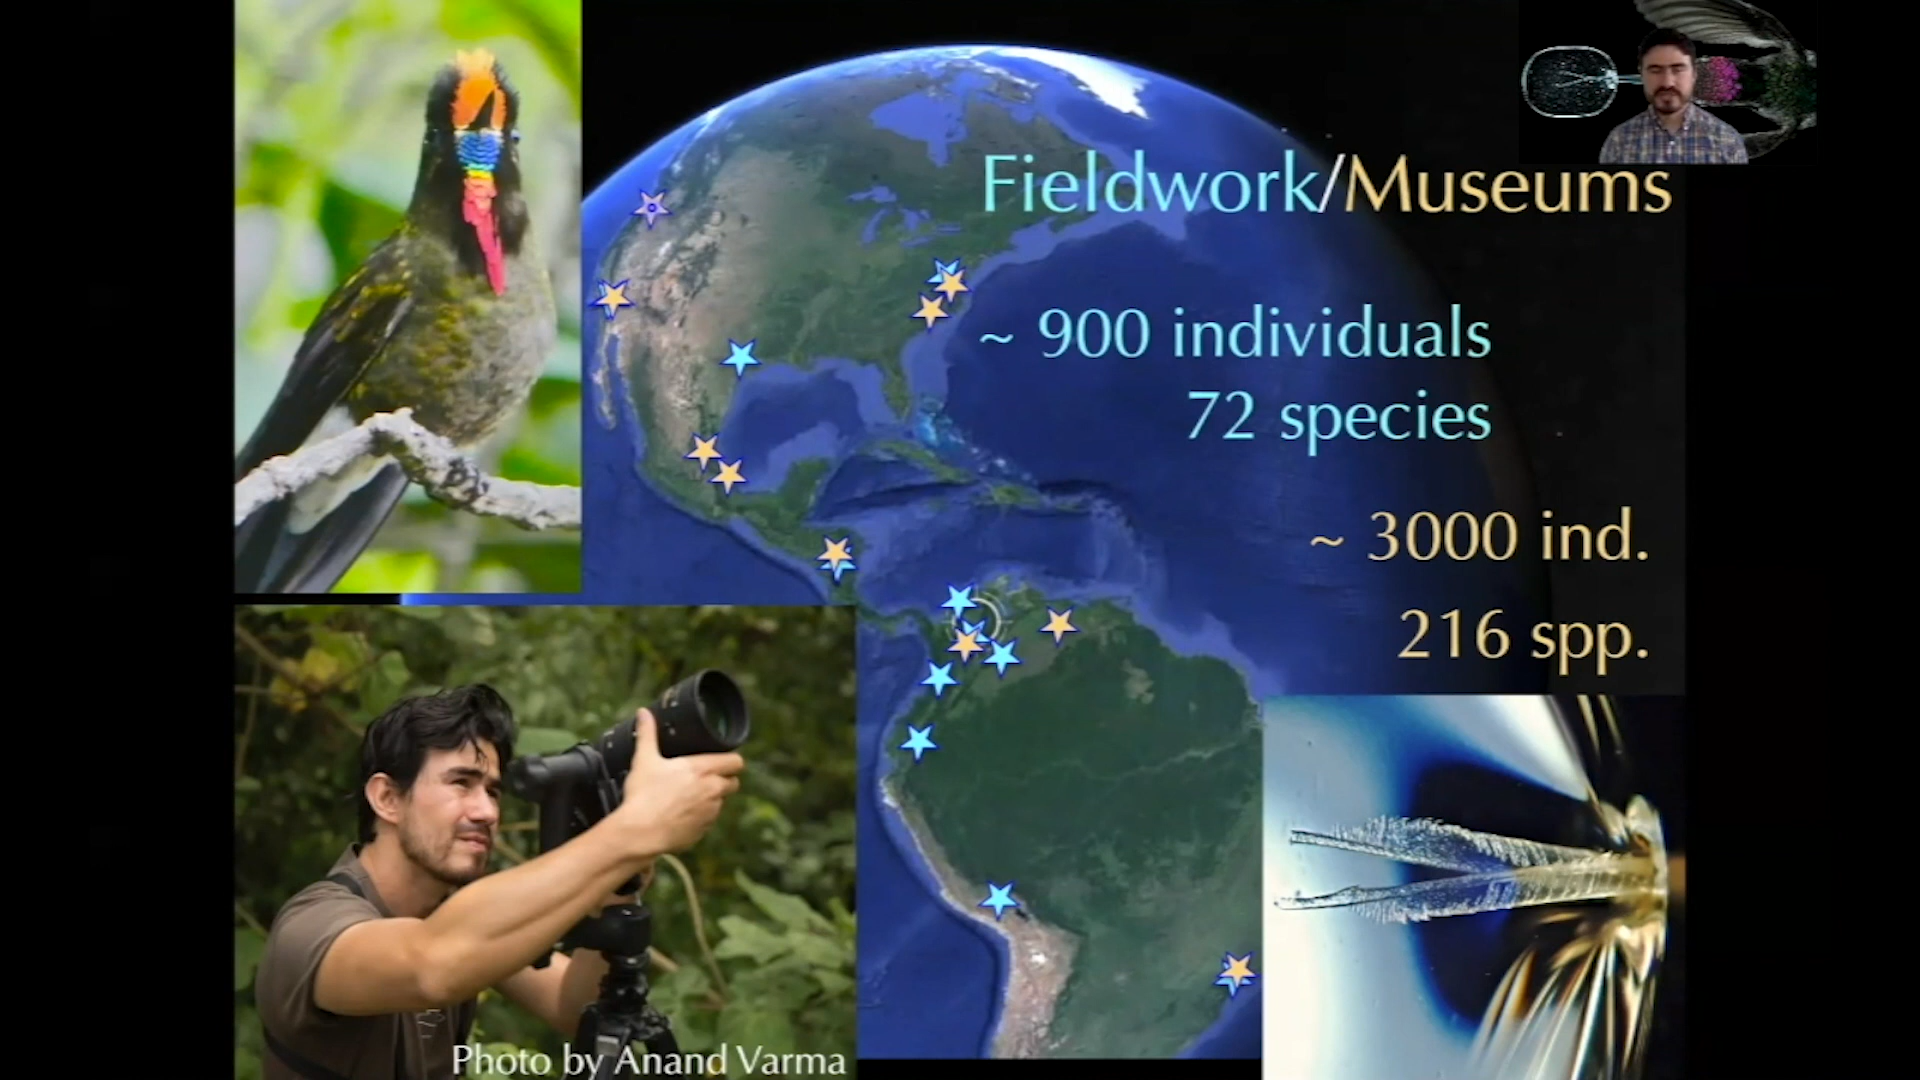 Fieldwork/Museums
~ 900 individuals
72 species
~ 3000 ind.
216 spp.
Photo by Anand Varma